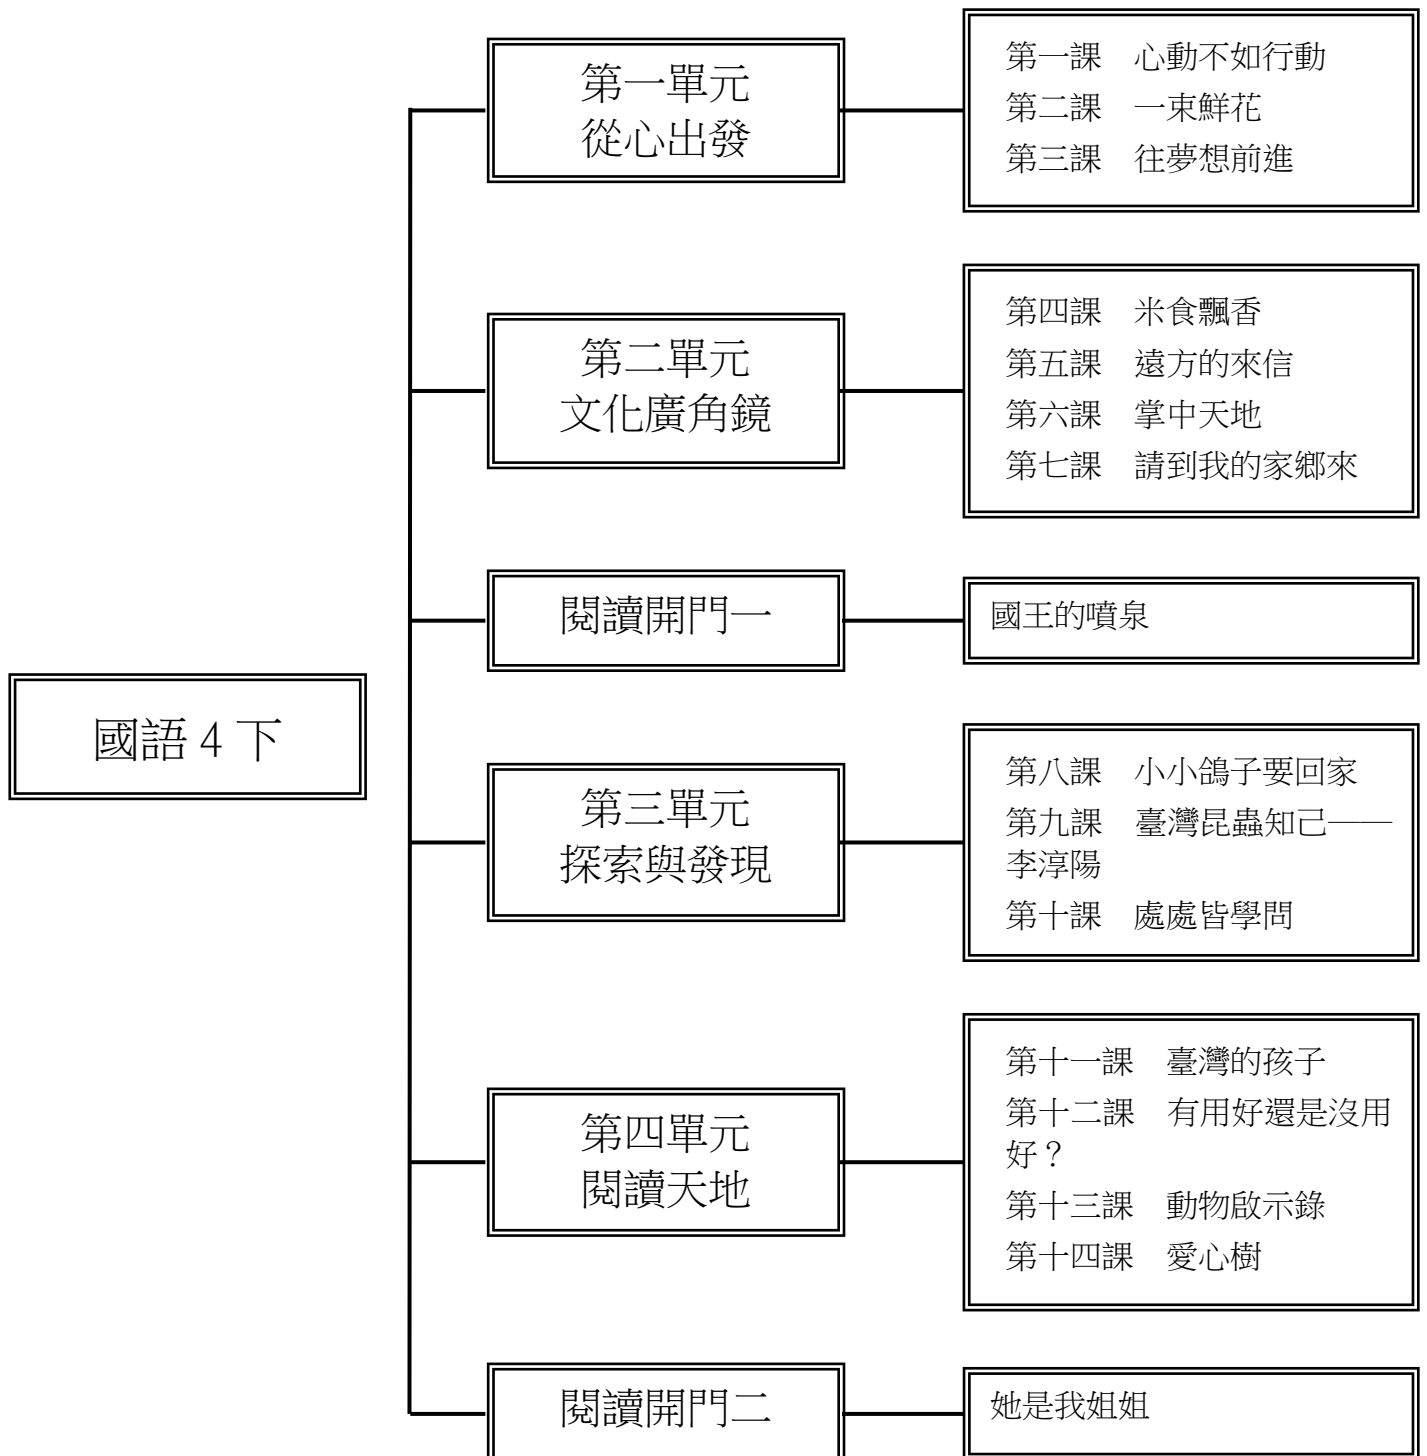 國語 4 下
第一單元
從心出發
第一課　心動不如行動
第二課　一束鮮花
第三課　往夢想前進
第二單元
文化廣角鏡
第四課　米食飄香
第五課　遠方的來信
第六課　掌中天地
第七課　請到我的家鄉來
閱讀開門一
國王的噴泉
第三單元
探索與發現
第八課　小小鴿子要回家
第九課　臺灣昆蟲知己——
李淳陽
第十課　處處皆學問
第四單元
閱讀天地
第十一課　臺灣的孩子
第十二課　有用好還是沒用
好？
第十三課　動物啟示錄
第十四課　愛心樹
閱讀開門二
她是我姐姐